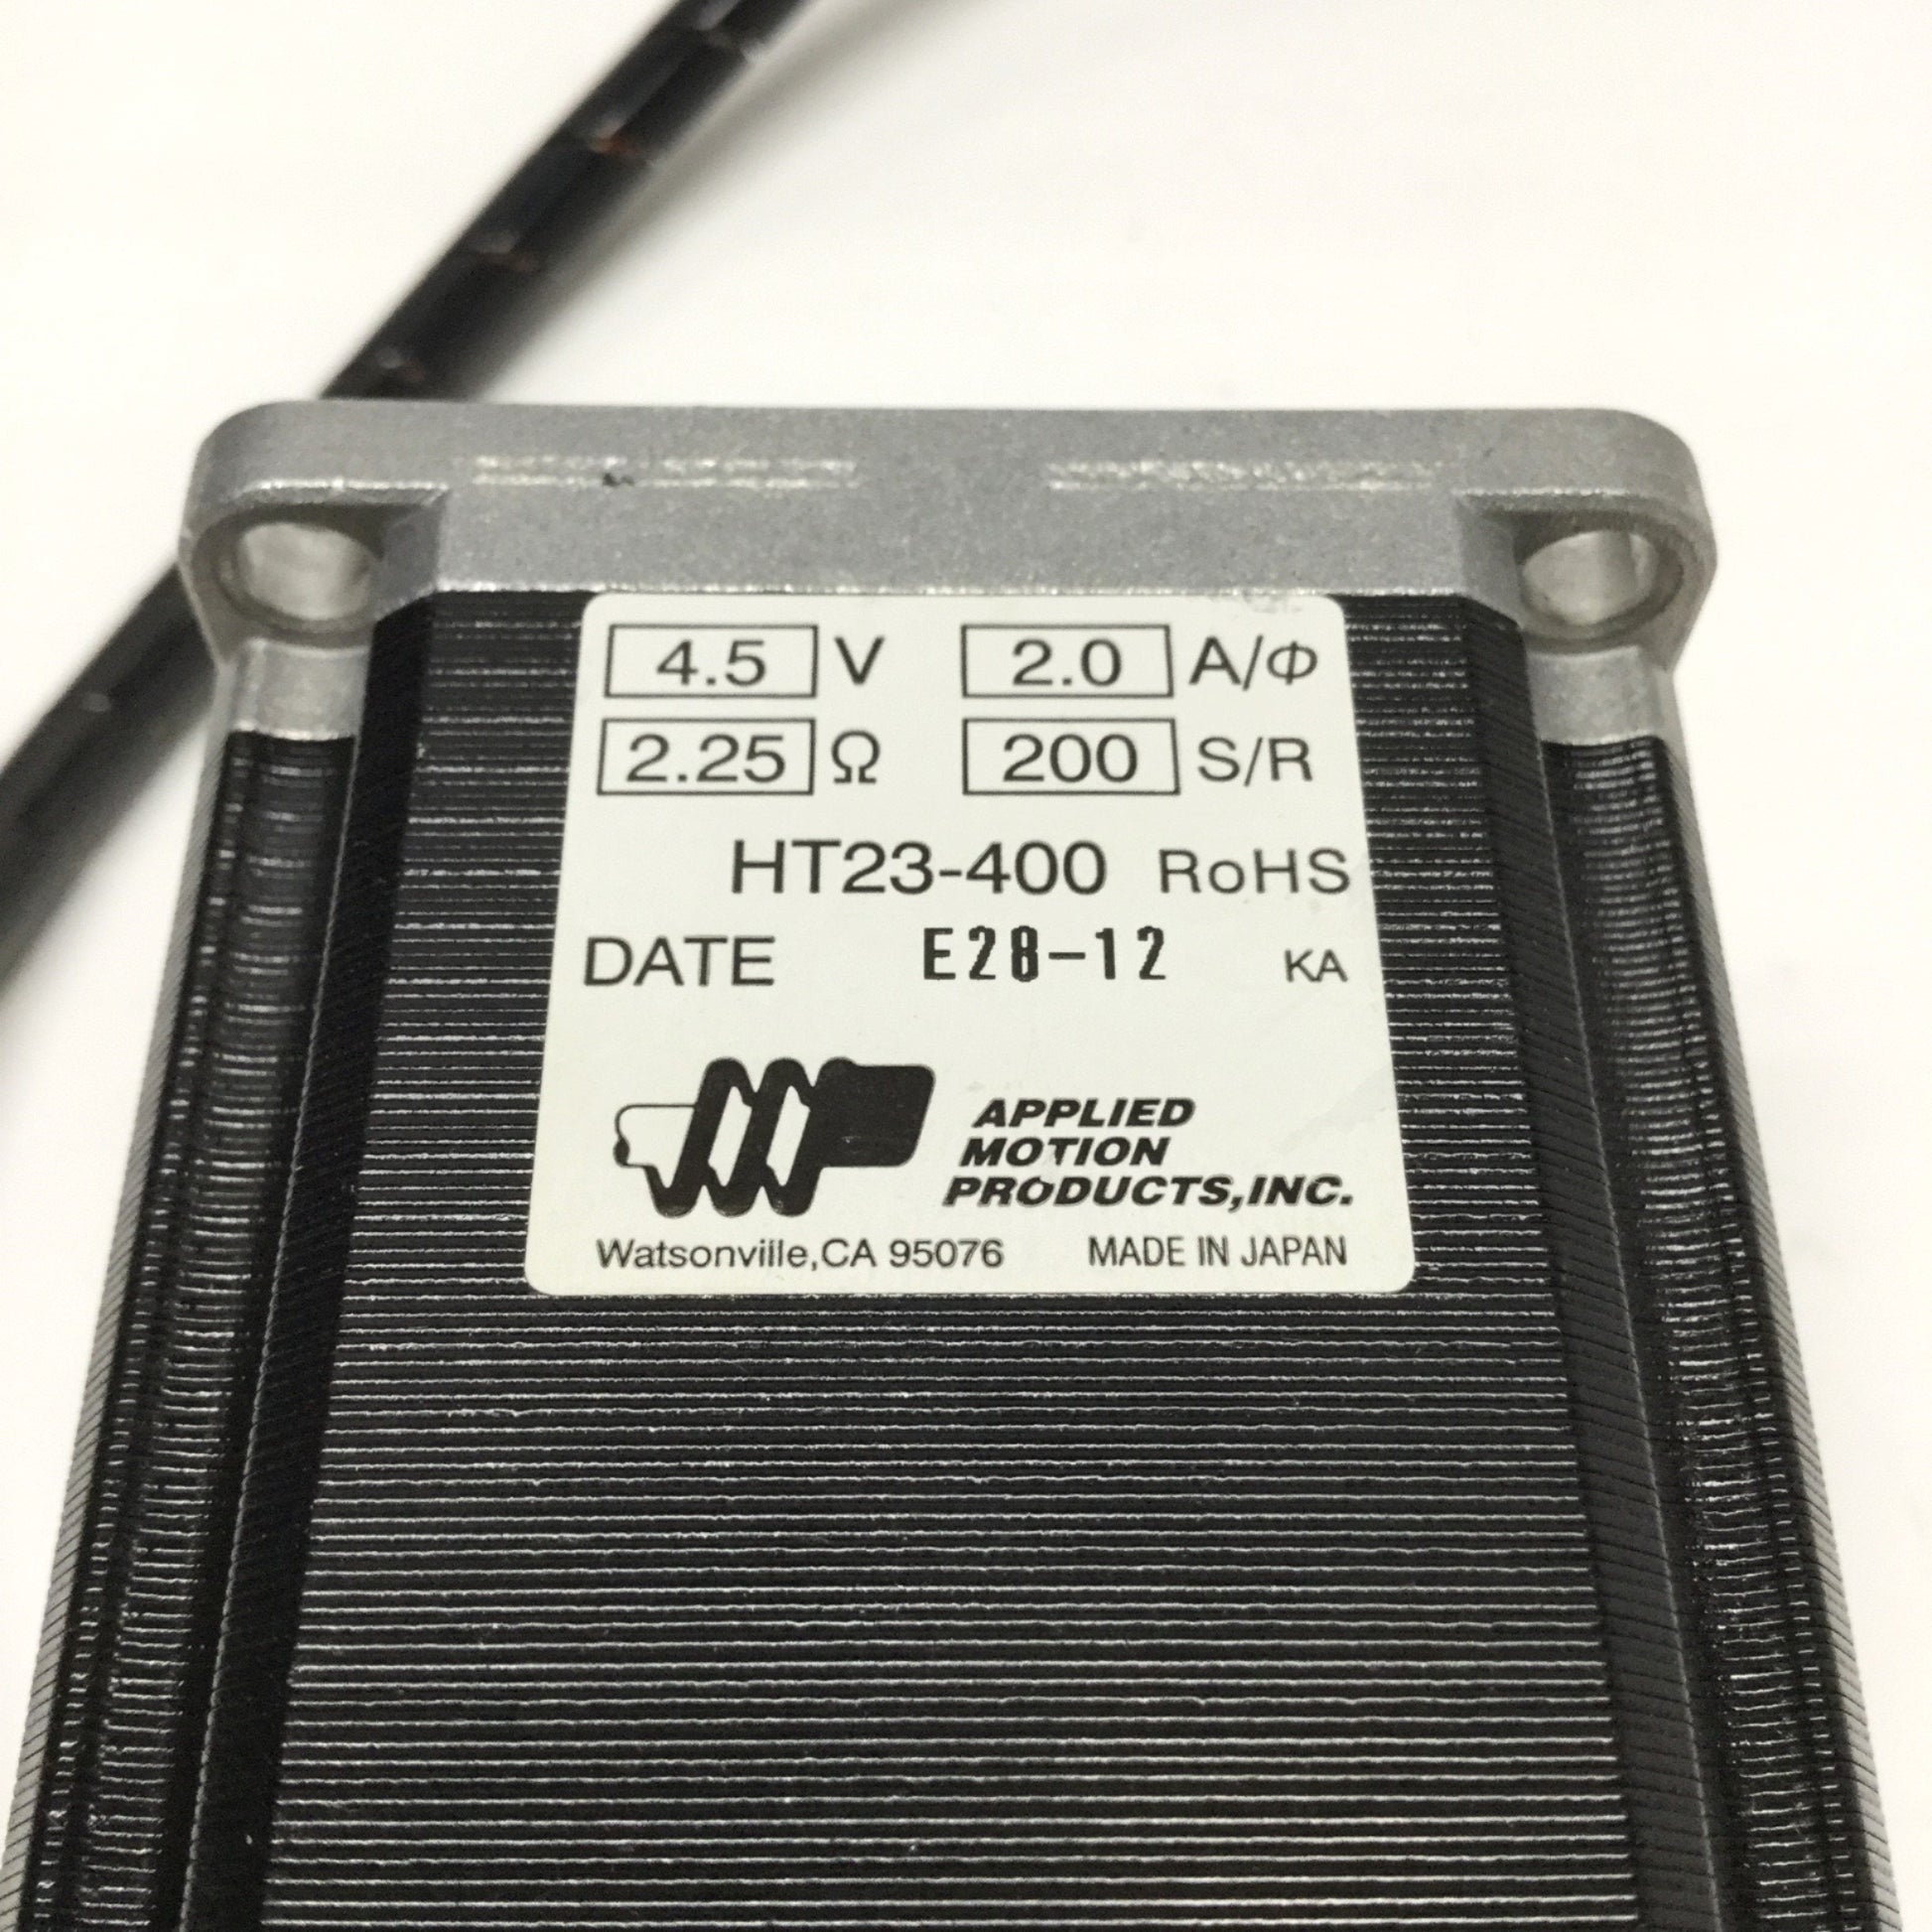 4.5 V 2.0 A/Φ
2.25 Ω 200 S/R
HT23-400 RoHS
DATE E28-12 KA
APPLIED
MOTION
PRODUCTS,INC.
Watsonville,CA 95076 MADE IN JAPAN